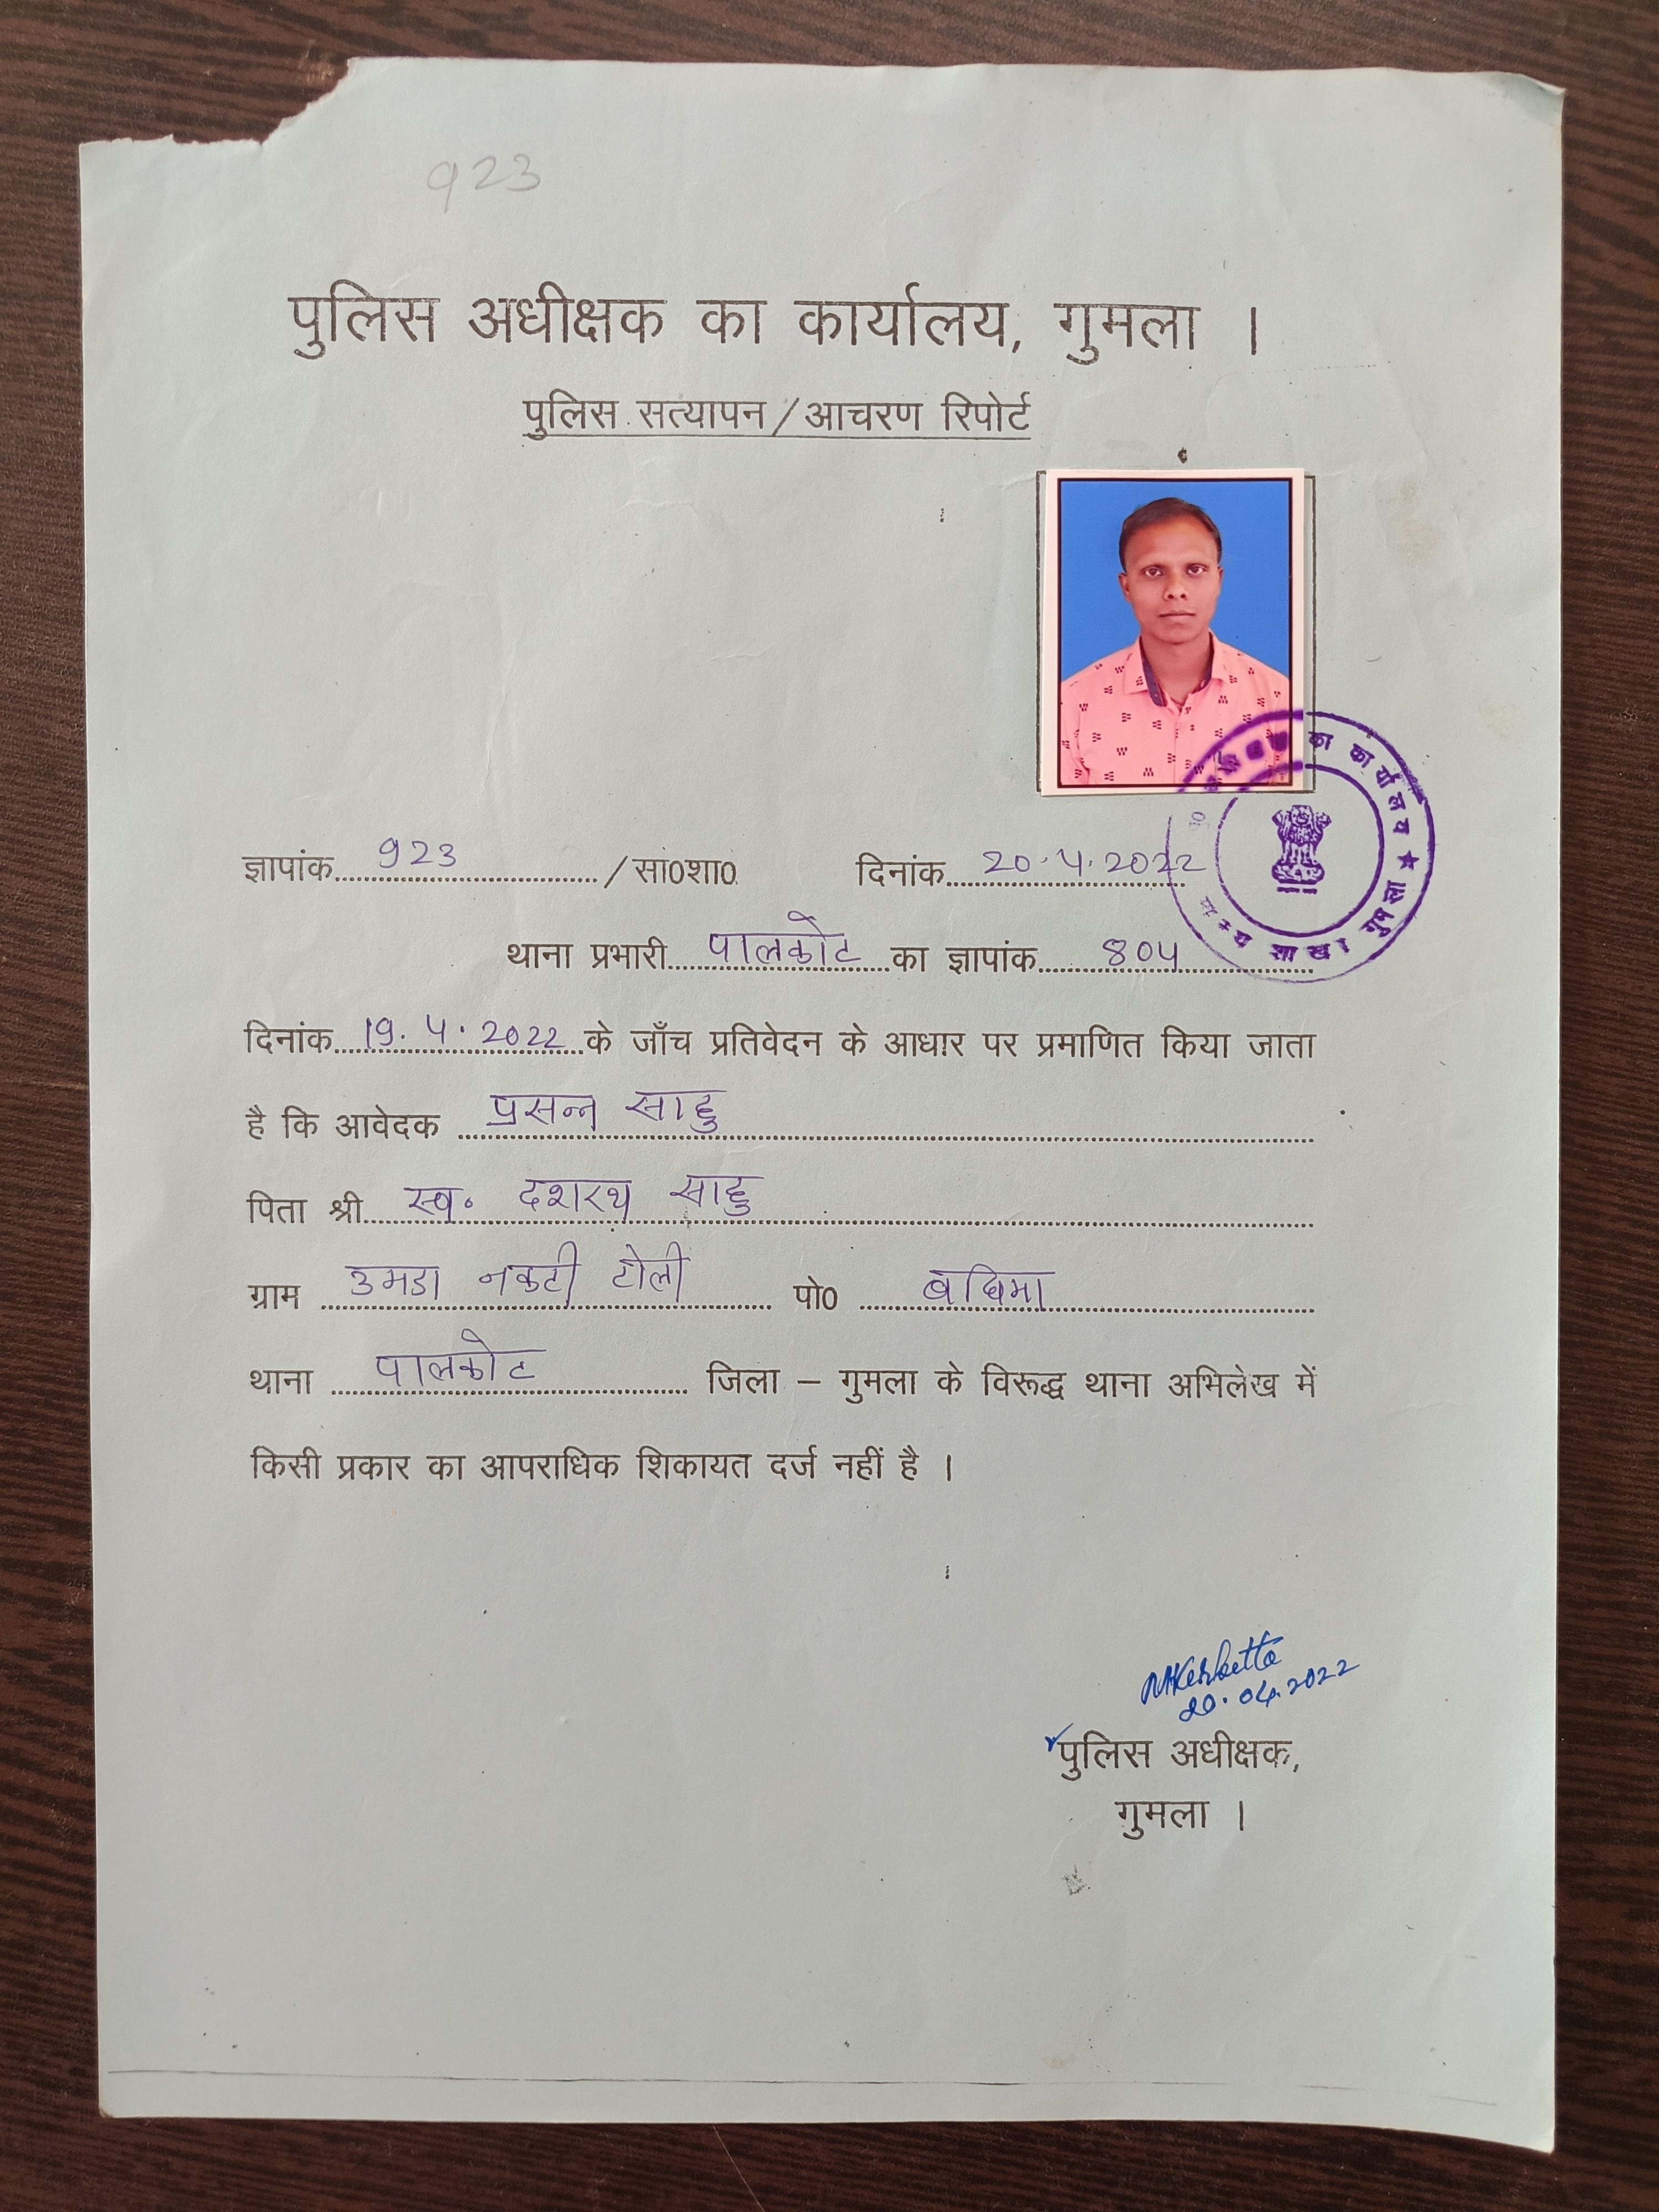 923
पुलिस अधीक्षक का कार्यालय, गुमला ।
पुलिस सत्यापन/आचरण रिपोर्ट
का कार्यालय ★
शाखा गुमला
ज्ञापांक 923 /सां0शा0 दिनांक 20.4.2022
थाना प्रभारी पालकोट का ज्ञापांक 804
दिनांक 19.4.2022 के जाँच प्रतिवेदन के आधार पर प्रमाणित किया जाता
है कि आवेदक प्रसन्न साहु
पिता श्री स्व. दशरथ साहु
ग्राम उमडा नकटी टोली पो0 बघिमा
थाना पालकोट जिला – गुमला के विरूद्ध थाना अभिलेख में
किसी प्रकार का आपराधिक शिकायत दर्ज नहीं है ।
20.04.2022
पुलिस अधीक्षक,
गुमला ।